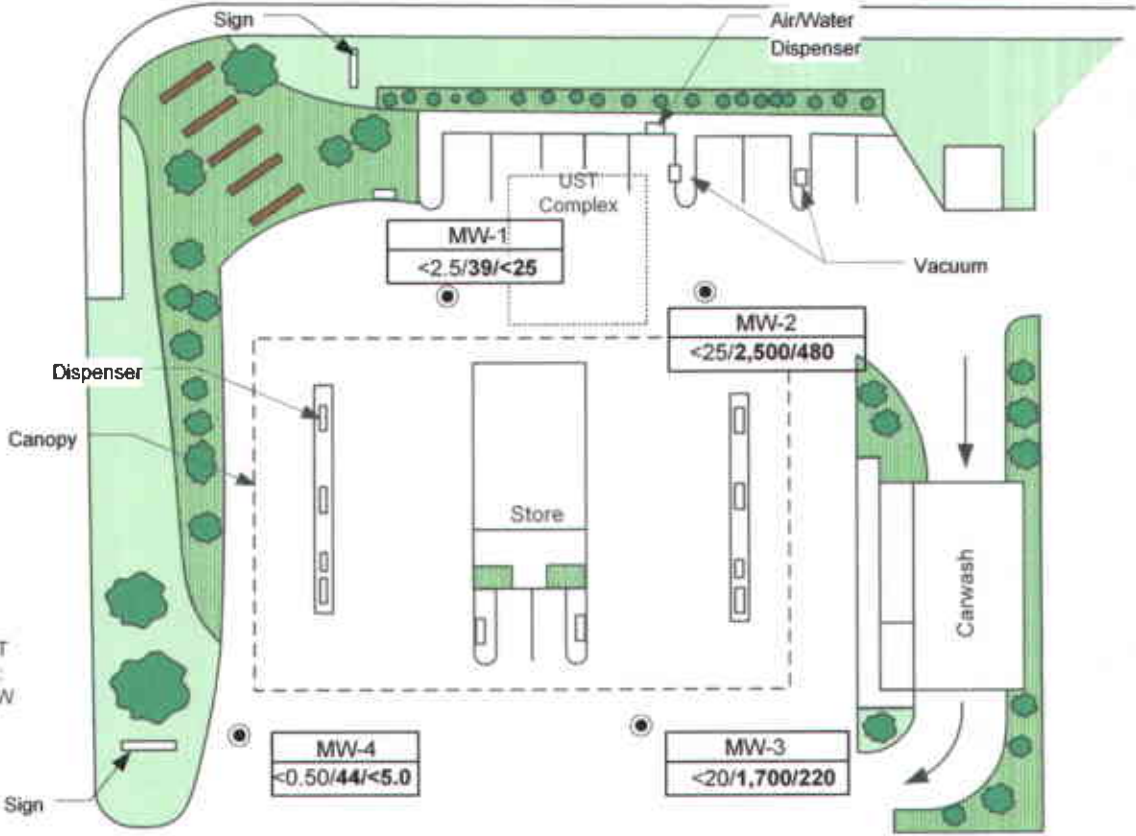 Sign
Air/Water
Dispenser
UST
Complex
MW-1
<2.5/39/<25
Vacuum
MW-2
<25/2,500/480
Dispenser
Canopy
Store
Carwash
T
W
MW-4
<0.50/44/<5.0
MW-3
<20/1,700/220
Sign